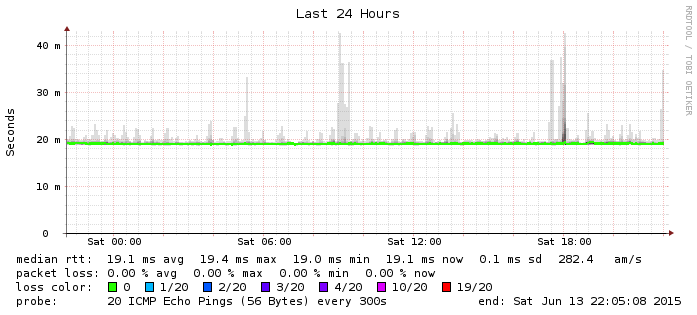 Last 24 Hours
RRDTOOL / TOBI OETIKER
Seconds
40 m
30 m
20 m
10 m
0
Sat 00:00 Sat 06:00 Sat 12:00 Sat 18:00
median rtt: 19.1 ms avg 19.4 ms max 19.0 ms min 19.1 ms now 0.1 ms sd 282.4 am/s
packet loss: 0.00 % avg 0.00 % max 0.00 % min 0.00 % now
loss color: 0 1/20 2/20 3/20 4/20 10/20 19/20
probe: 20 ICMP Echo Pings (56 Bytes) every 300s end: Sat Jun 13 22:05:08 2015